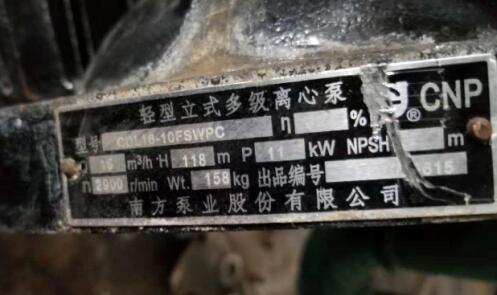 轻型立式多级离心泵 ® CNP
型号 CDL16-10FSWPC η %
Q 16 m³/h H 118 m P 11 kW NPSH m
n 2900 r/min Wt. 158 kg 出品编号 615
南方泵业股份有限公司